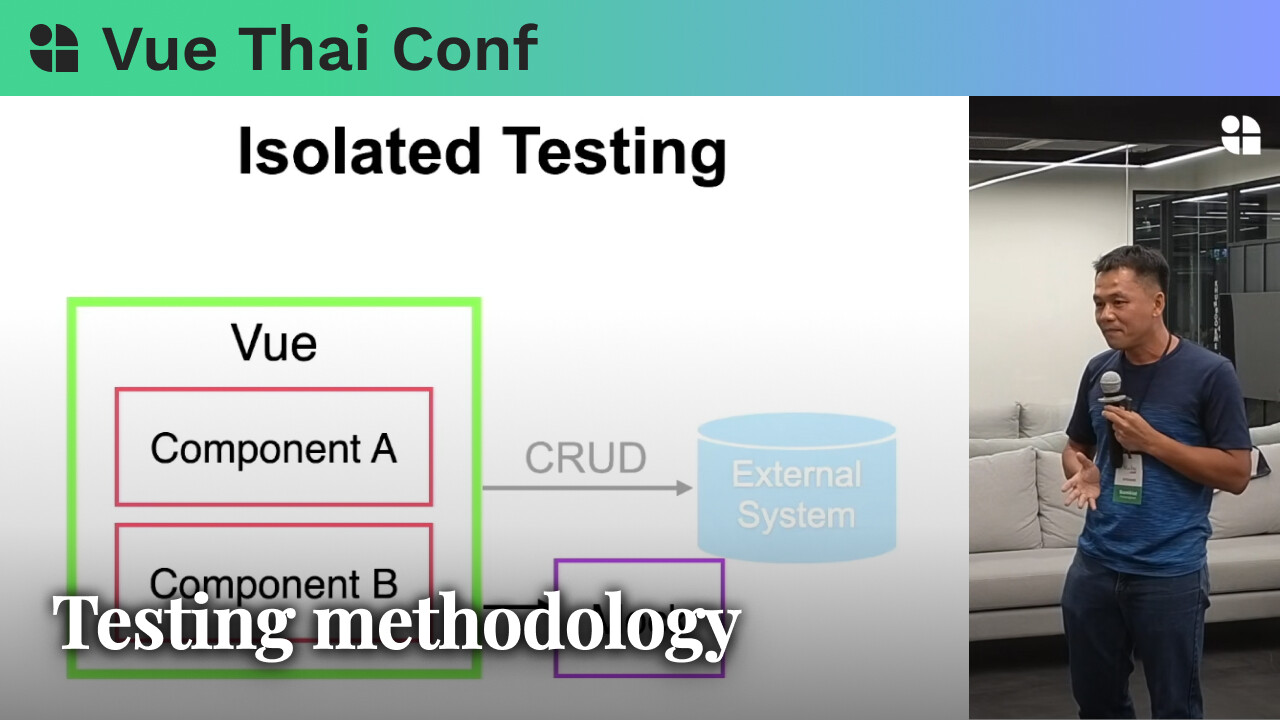 Vue Thai Conf
Isolated Testing
Vue
Component A
CRUD
External
System
Component B
Testing methodology